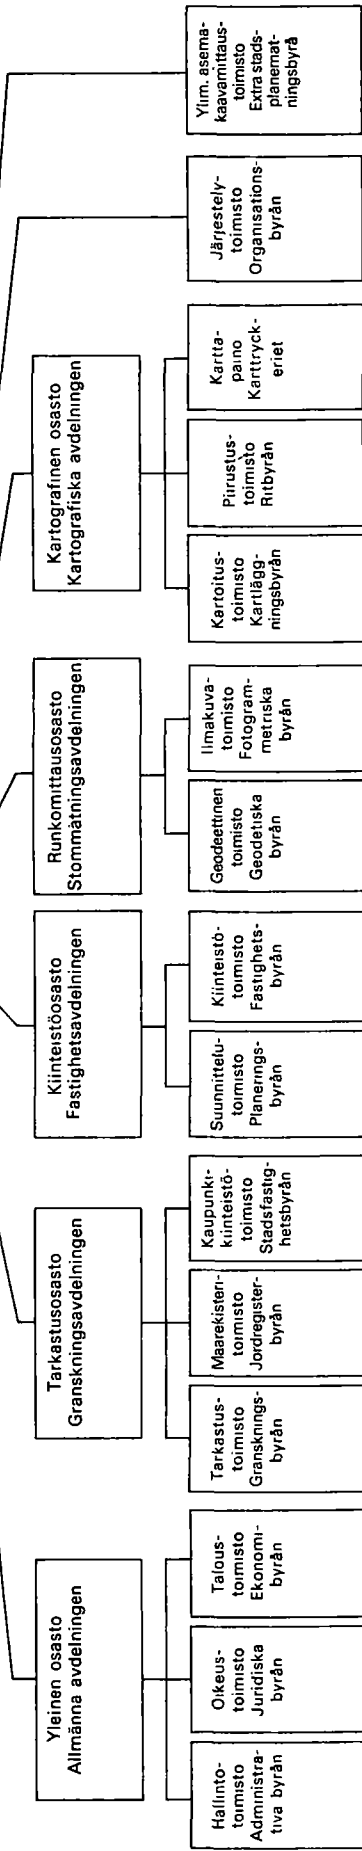 Yleinen osasto
Allmänna avdelningen
Hallinto-
toimisto
Administra-
tiva byrån
Oikeus-
toimisto
Juridiska
byrån
Talous-
toimisto
Ekonomi-
byrån
Tarkastusosasto
Granskningsavdelningen
Tarkastus-
toimisto
Gransknings-
byrån
Maarekisteri-
toimisto
Jordregister-
byrån
Kaupunki-
kiinteistö-
toimisto
Stadsfastig-
hetsbyrån
Kiinteistöosasto
Fastighetsavdelningen
Suunnittelu-
toimisto
Planerings-
byrån
Kiinteistö-
toimisto
Fastighets-
byrån
Runkomittausosasto
Stommätningsavdelningen
Geodeettinen
toimisto
Geodetiska
byrån
Ilmakuva-
toimisto
Fotogram-
metriska
byrån
Kartografinen osasto
Kartografiska avdelningen
Kartoitus-
toimisto
Kartlägg-
ningsbyrån
Piirustus-
toimisto
Ritbyrån
Kartta-
paino
Karttryck-
eriet
Järjestely-
toimisto
Organisations-
byrån
Ylim. asema-
kaavamittaus-
toimisto
Extra stads-
planemät-
ningsbyrå